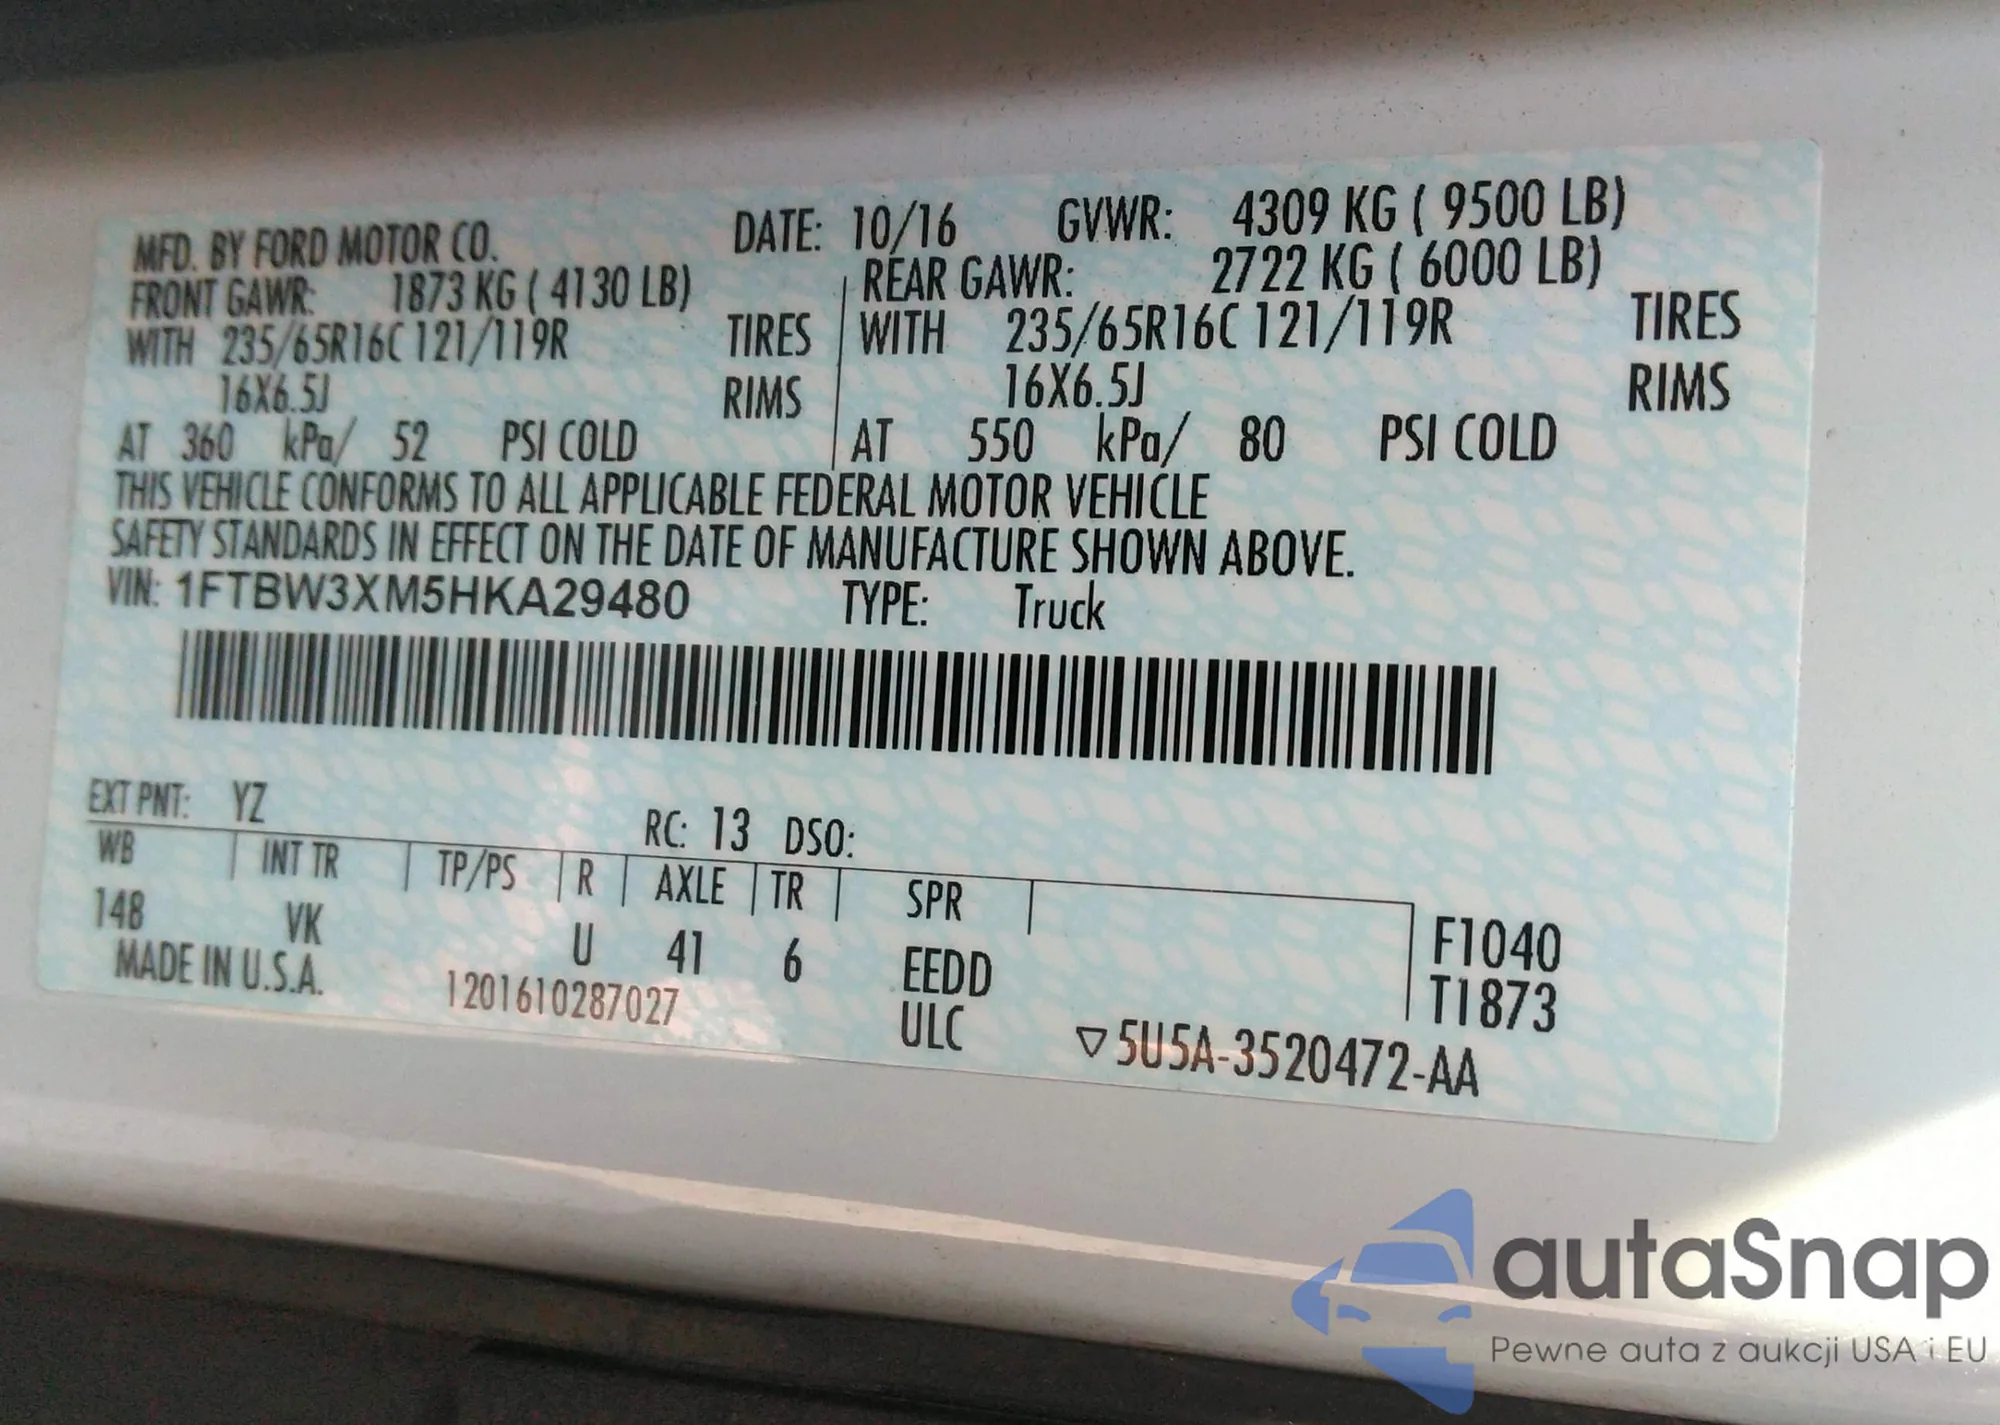 MFD. BY FORD MOTOR CO. DATE: 10/16 GVWR: 4309 KG ( 9500 LB)
FRONT GAWR: 1873 KG ( 4130 LB) REAR GAWR: 2722 KG ( 6000 LB)
WITH 235/65R16C 121/119R TIRES WITH 235/65R16C 121/119R TIRES
16X6.5J RIMS 16X6.5J RIMS
AT 360 kPa/ 52 PSI COLD AT 550 kPa/ 80 PSI COLD
THIS VEHICLE CONFORMS TO ALL APPLICABLE FEDERAL MOTOR VEHICLE
SAFETY STANDARDS IN EFFECT ON THE DATE OF MANUFACTURE SHOWN ABOVE.
VIN: 1FTBW3XM5HKA29480 TYPE: Truck
EXT PNT: YZ RC: 13 DSO:
WB INT TR TP/PS R AXLE TR SPR
148 VK U 41 6 EEDD F1040
MADE IN U.S.A. 1201610287027 ULC T1873
▽5U5A-3520472-AA
autaSnap
Pewne auta z aukcji USA i EU